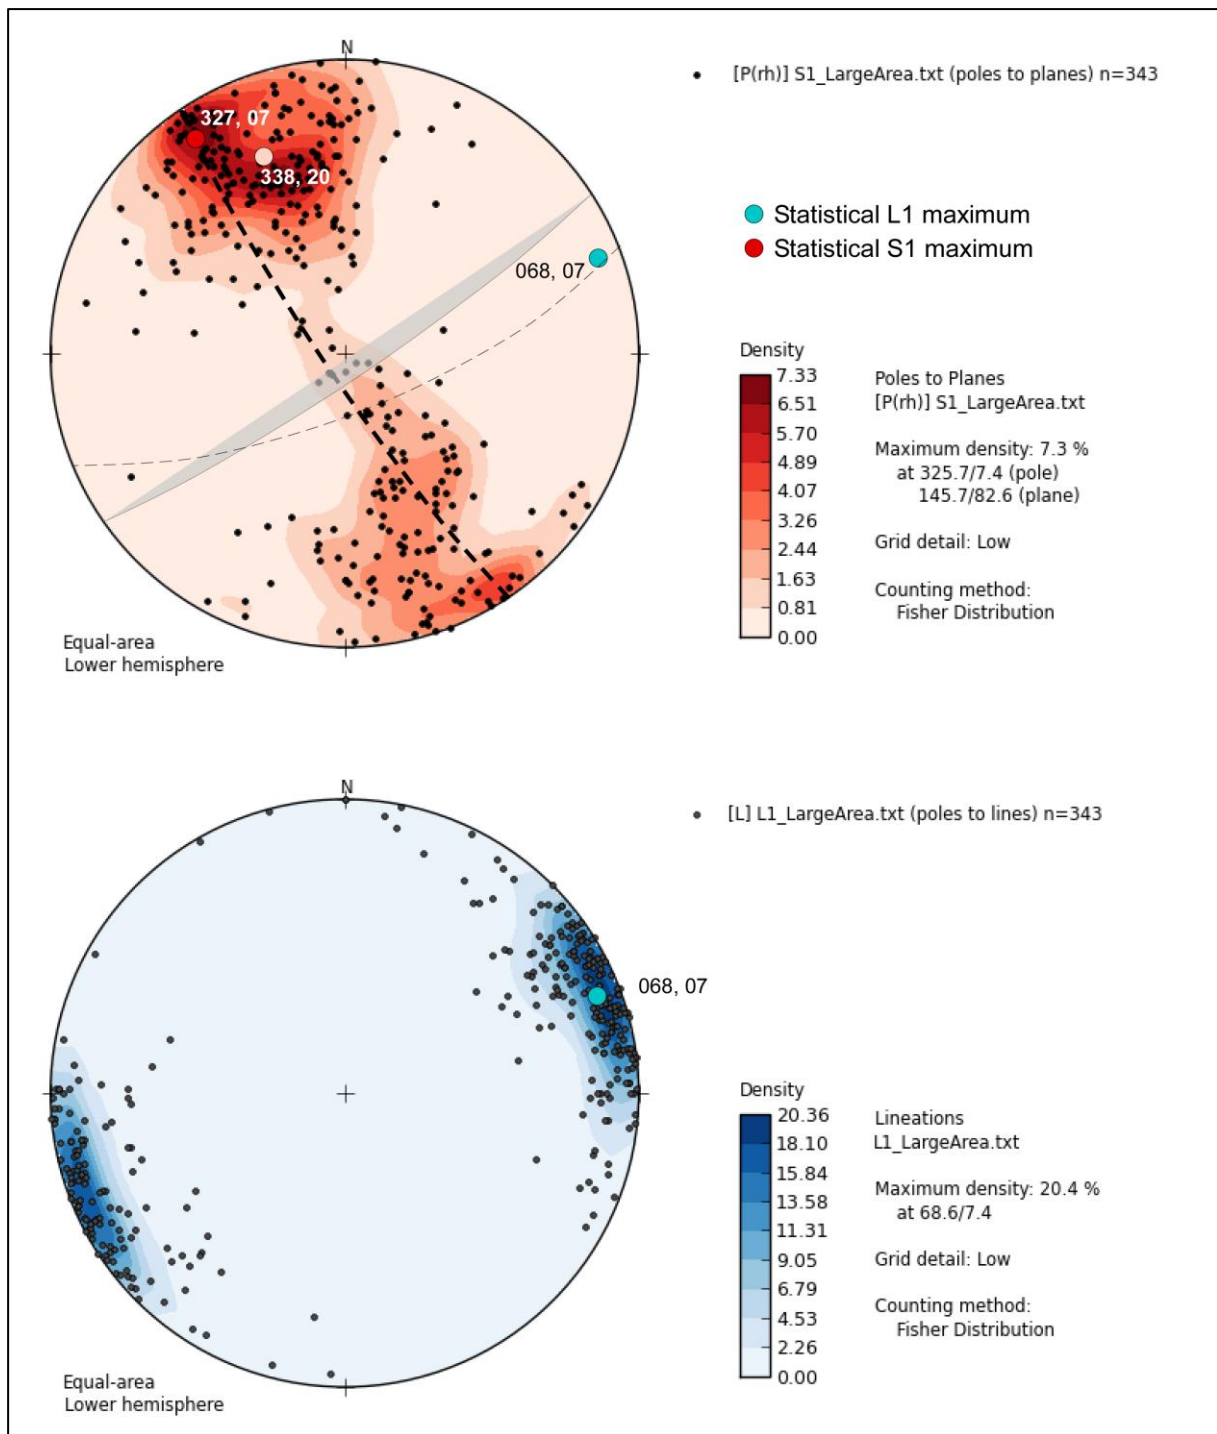 N
[P(rh)] S1_LargeArea.txt (poles to planes) n=343
327, 07
338, 20
Statistical L1 maximum
Statistical S1 maximum
068, 07
Density
7.33
6.51
5.70
4.89
4.07
3.26
2.44
1.63
0.81
0.00
Poles to Planes
[P(rh)] S1_LargeArea.txt
Maximum density: 7.3 %
at 325.7/7.4 (pole)
145.7/82.6 (plane)
Grid detail: Low
Counting method:
Fisher Distribution
Equal-area
Lower hemisphere
N
[L] L1_LargeArea.txt (poles to lines) n=343
068, 07
Density
20.36
18.10
15.84
13.58
11.31
9.05
6.79
4.53
2.26
0.00
Lineations
L1_LargeArea.txt
Maximum density: 20.4 %
at 68.6/7.4
Grid detail: Low
Counting method:
Fisher Distribution
Equal-area
Lower hemisphere